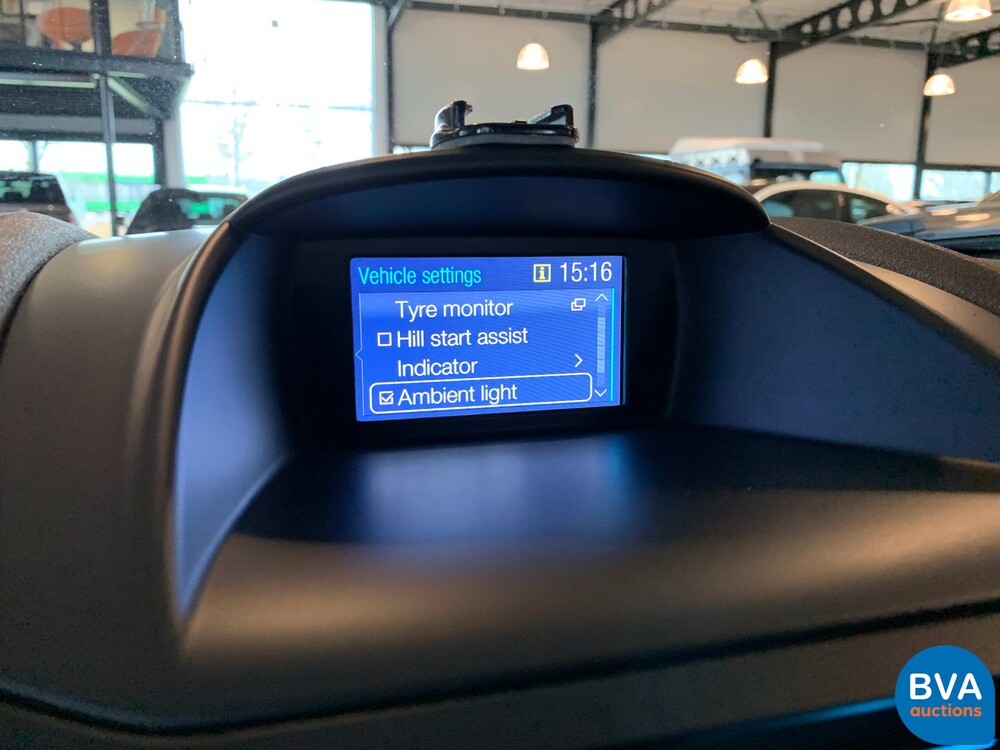 Vehicle settings 15:16
Tyre monitor
Hill start assist
Indicator
Ambient light
BVA
auctions